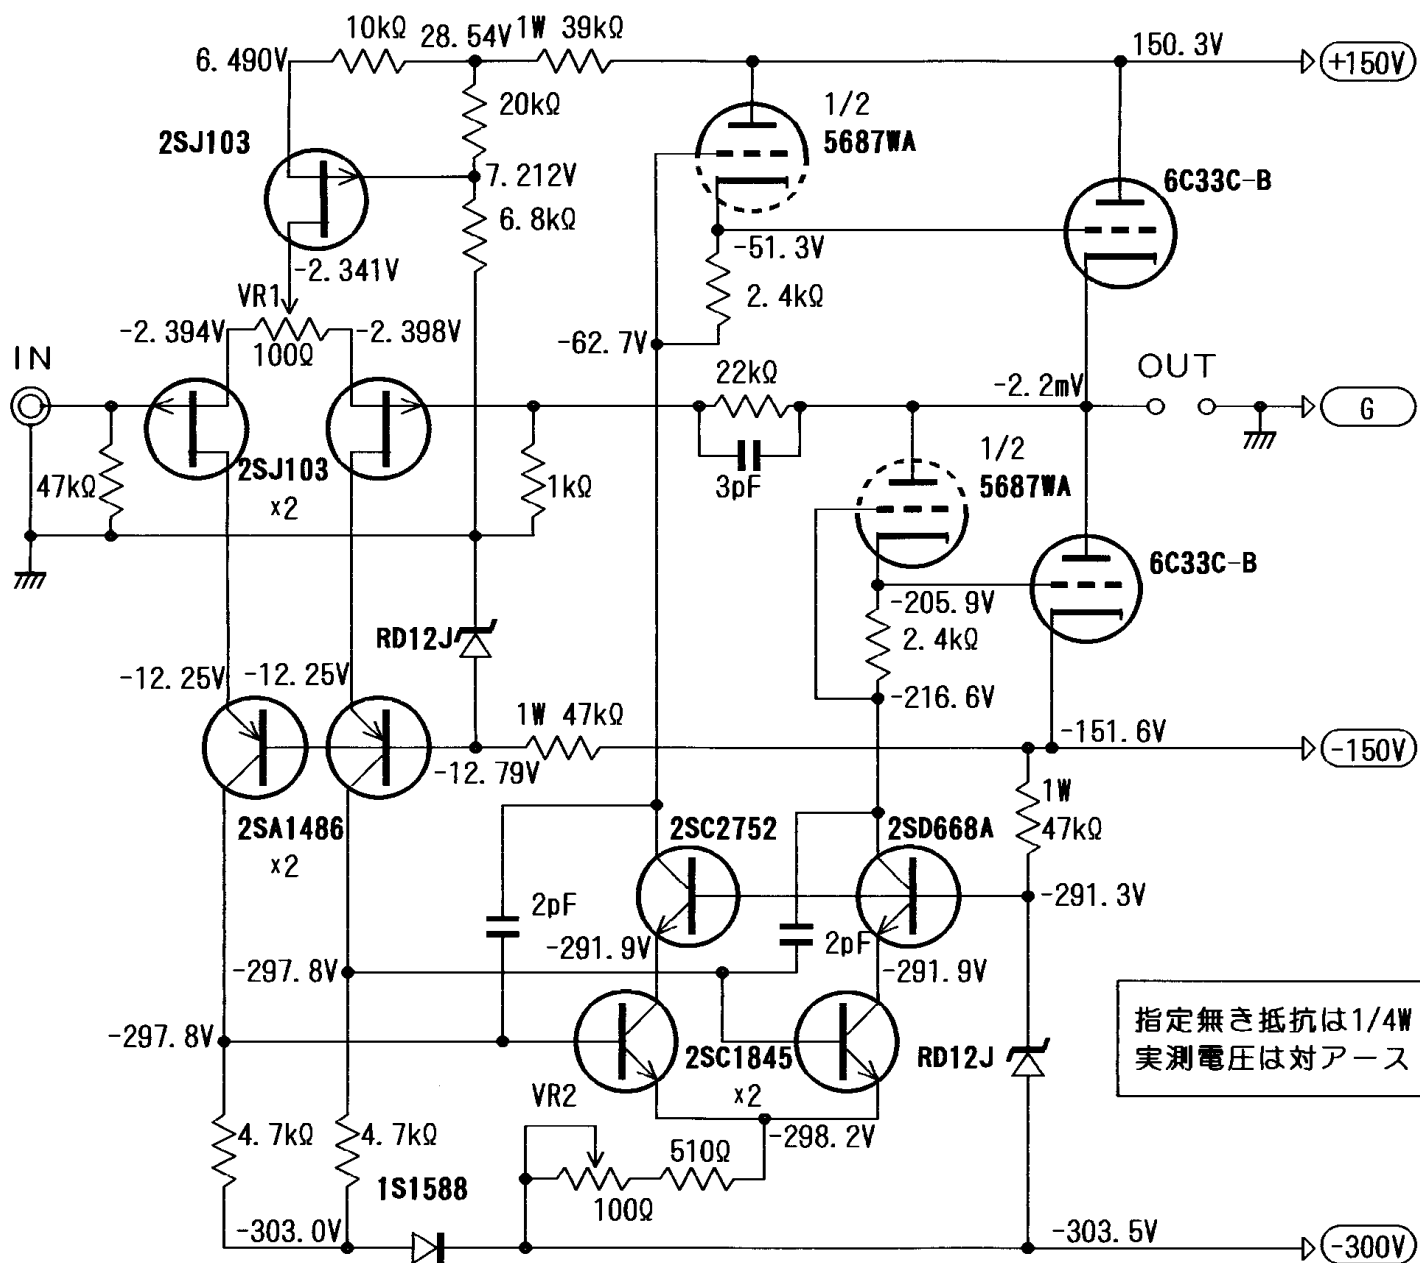 10kΩ
28.54V
1W 39kΩ
6.490V
150.3V
+150V
20kΩ
1/2
5687WA
2SJ103
7.212V
6C33C-B
6.8kΩ
-51.3V
-2.341V
2.4kΩ
VR1
-2.394V
-2.398V
100Ω
-62.7V
IN
22kΩ
-2.2mV
OUT
G
47kΩ
2SJ103
×2
1kΩ
3pF
1/2
5687WA
6C33C-B
-205.9V
RD12J
2.4kΩ
-12.25V
-12.25V
-216.6V
1W 47kΩ
-151.6V
-150V
-12.79V
1W
47kΩ
2SA1486
×2
2SC2752
2SD668A
-291.3V
2pF
2pF
-291.9V
-291.9V
-297.8V
-297.8V
指定無き抵抗は1/4W
実測電圧は対アース
2SC1845
×2
RD12J
VR2
-298.2V
4.7kΩ
4.7kΩ
510Ω
100Ω
1S1588
-303.0V
-303.5V
-300V